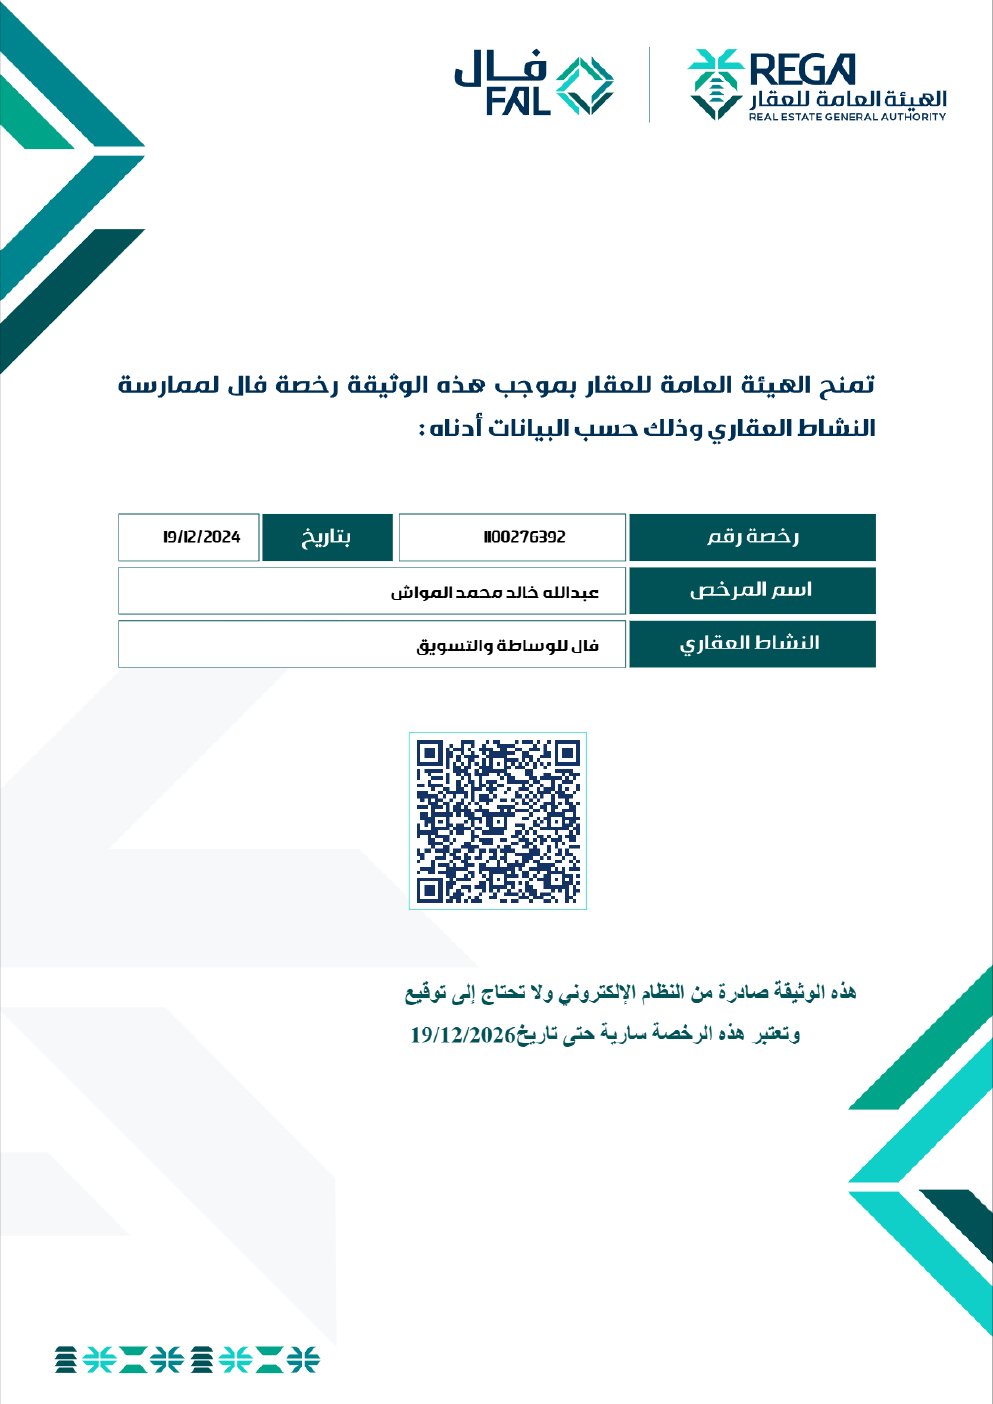 فال
FAL
REGA
الهيئة العامة للعقار
REAL ESTATE GENERAL AUTHORITY
تمنح الهيئة العامة للعقار بموجب هذه الوثيقة رخصة فال لممارسة
النشاط العقاري وذلك حسب البيانات أدناه :
رخصة رقم 1100276392 بتاريخ 19/12/2024
اسم المرخص عبدالله خالد محمد المواش
النشاط العقاري فال للوساطة والتسويق
هذه الوثيقة صادرة من النظام الإلكتروني ولا تحتاج إلى توقيع
وتعتبر هذه الرخصة سارية حتى تاريخ19/12/2026